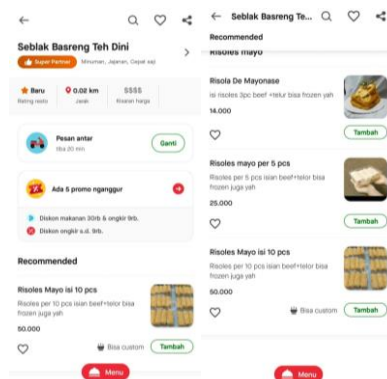 Seblak Basreng Teh Dini
Super Partner
Minuman, Jajanan, Cepat saji
Baru
Rating resto
0.02 km
Jarak
$$$$
Kisaran harga
Pesan antar
Tiba 20 min
Ganti
Ada 5 promo nganggur
Diskon makanan 30rb & ongkir 9rb.
Diskon ongkir s.d. 9rb.
Recommended
Risoles Mayo isi 10 pcs
Risoles per 10 pcs isian beef+telor bisa
frozen juga yah
50.000
Bisa custom
Tambah
Menu
Seblak Basreng Te...
Recommended
Risoles mayo
Risola De Mayonase
isi risoles 3pc beef +telur bisa frozen yah
14.000
Tambah
Risoles mayo per 5 pcs
Risoles per 5 pcs isian beef+telor bisa
frozen juga yah
25.000
Tambah
Risoles Mayo isi 10 pcs
Risoles per 10 pcs isian beef+telor bisa
frozen juga yah
50.000
Bisa custom
Tambah
Menu